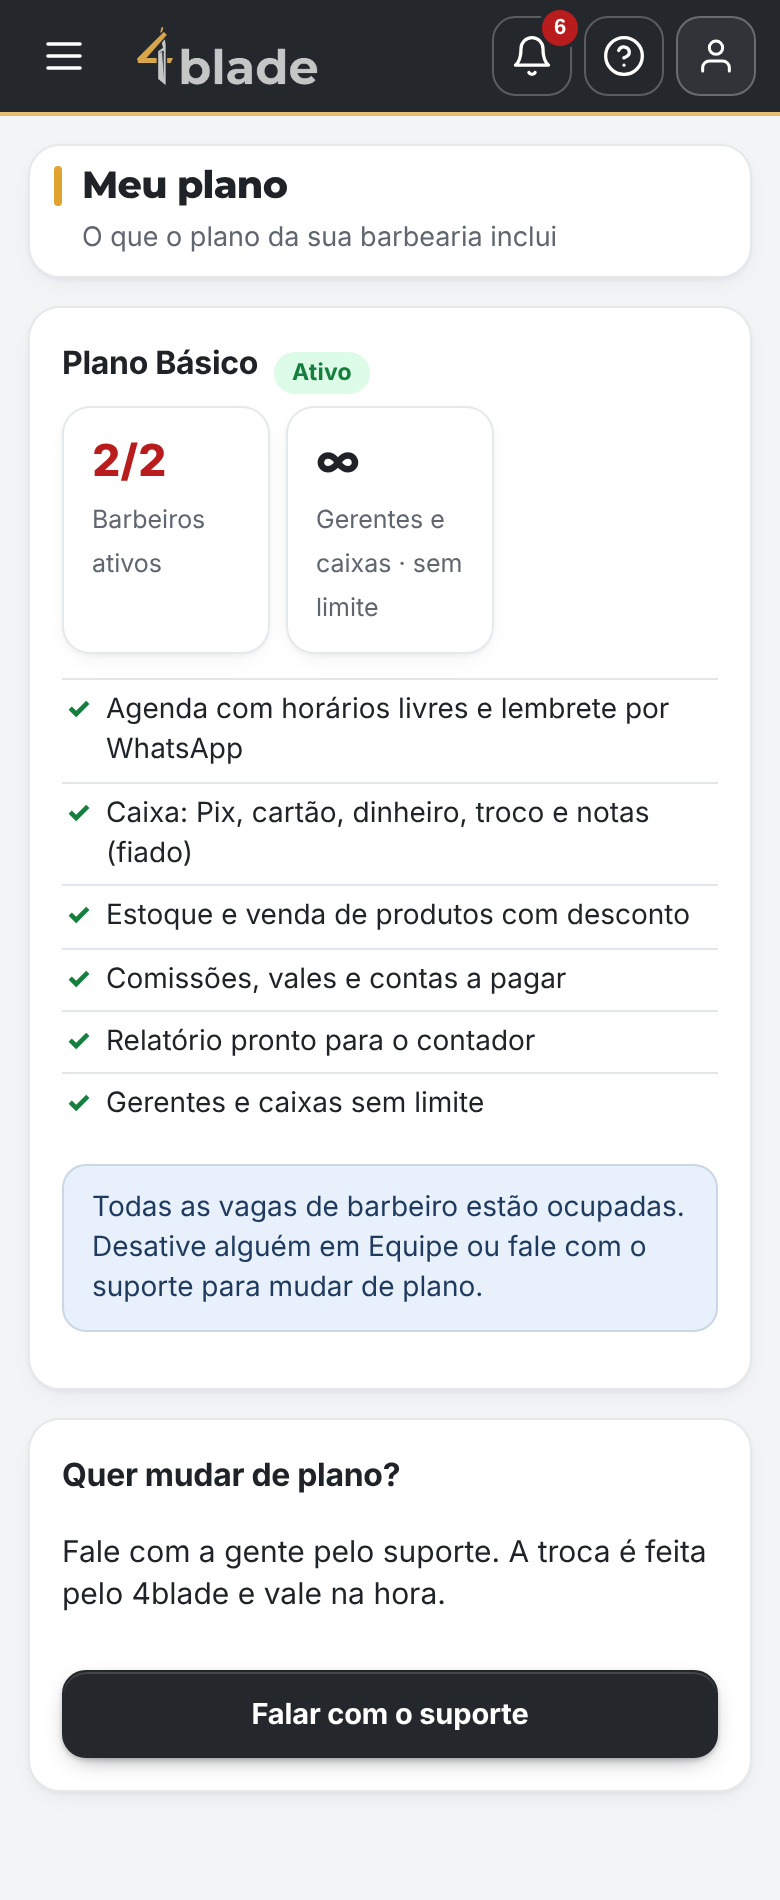 4blade
6
Meu plano
O que o plano da sua barbearia inclui
Plano Básico
Ativo
2/2
Barbeiros
ativos
∞
Gerentes e
caixas · sem
limite
Agenda com horários livres e lembrete por
WhatsApp
Caixa: Pix, cartão, dinheiro, troco e notas
(fiado)
Estoque e venda de produtos com desconto
Comissões, vales e contas a pagar
Relatório pronto para o contador
Gerentes e caixas sem limite
Todas as vagas de barbeiro estão ocupadas.
Desative alguém em Equipe ou fale com o
suporte para mudar de plano.
Quer mudar de plano?
Fale com a gente pelo suporte. A troca é feita
pelo 4blade e vale na hora.
Falar com o suporte